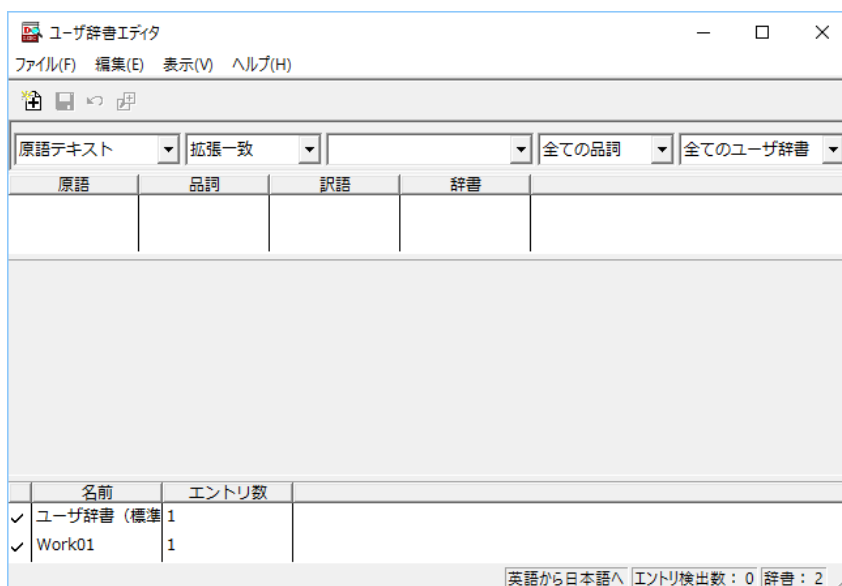 ユーザ辞書エディタ
ファイル(F) 編集(E) 表示(V) ヘルプ(H)
原語テキスト 拡張一致 全ての品詞 全てのユーザ辞書
原語 品詞 訳語 辞書
名前 エントリ数
ユーザ辞書（標準 1
Work01 1
英語から日本語へ エントリ検出数： 0 辞書： 2